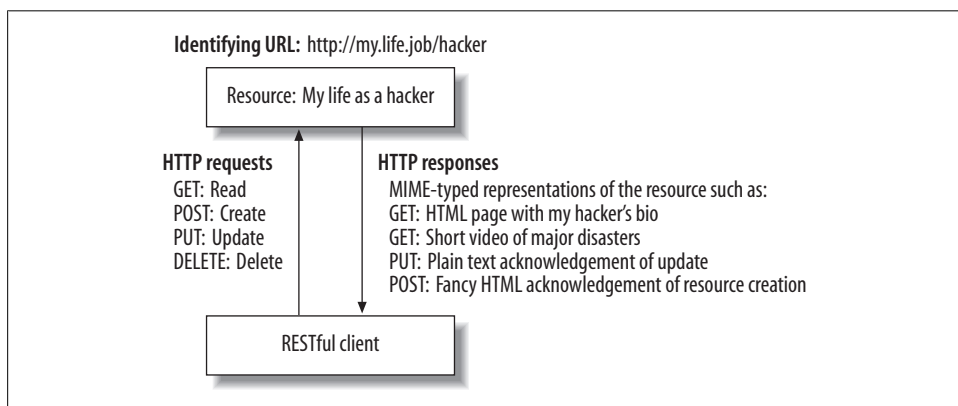 Identifying URL: http://my.life.job/hacker
Resource: My life as a hacker
HTTP requests
GET: Read
POST: Create
PUT: Update
DELETE: Delete
HTTP responses
MIME-typed representations of the resource such as:
GET: HTML page with my hacker's bio
GET: Short video of major disasters
PUT: Plain text acknowledgement of update
POST: Fancy HTML acknowledgement of resource creation
RESTful client